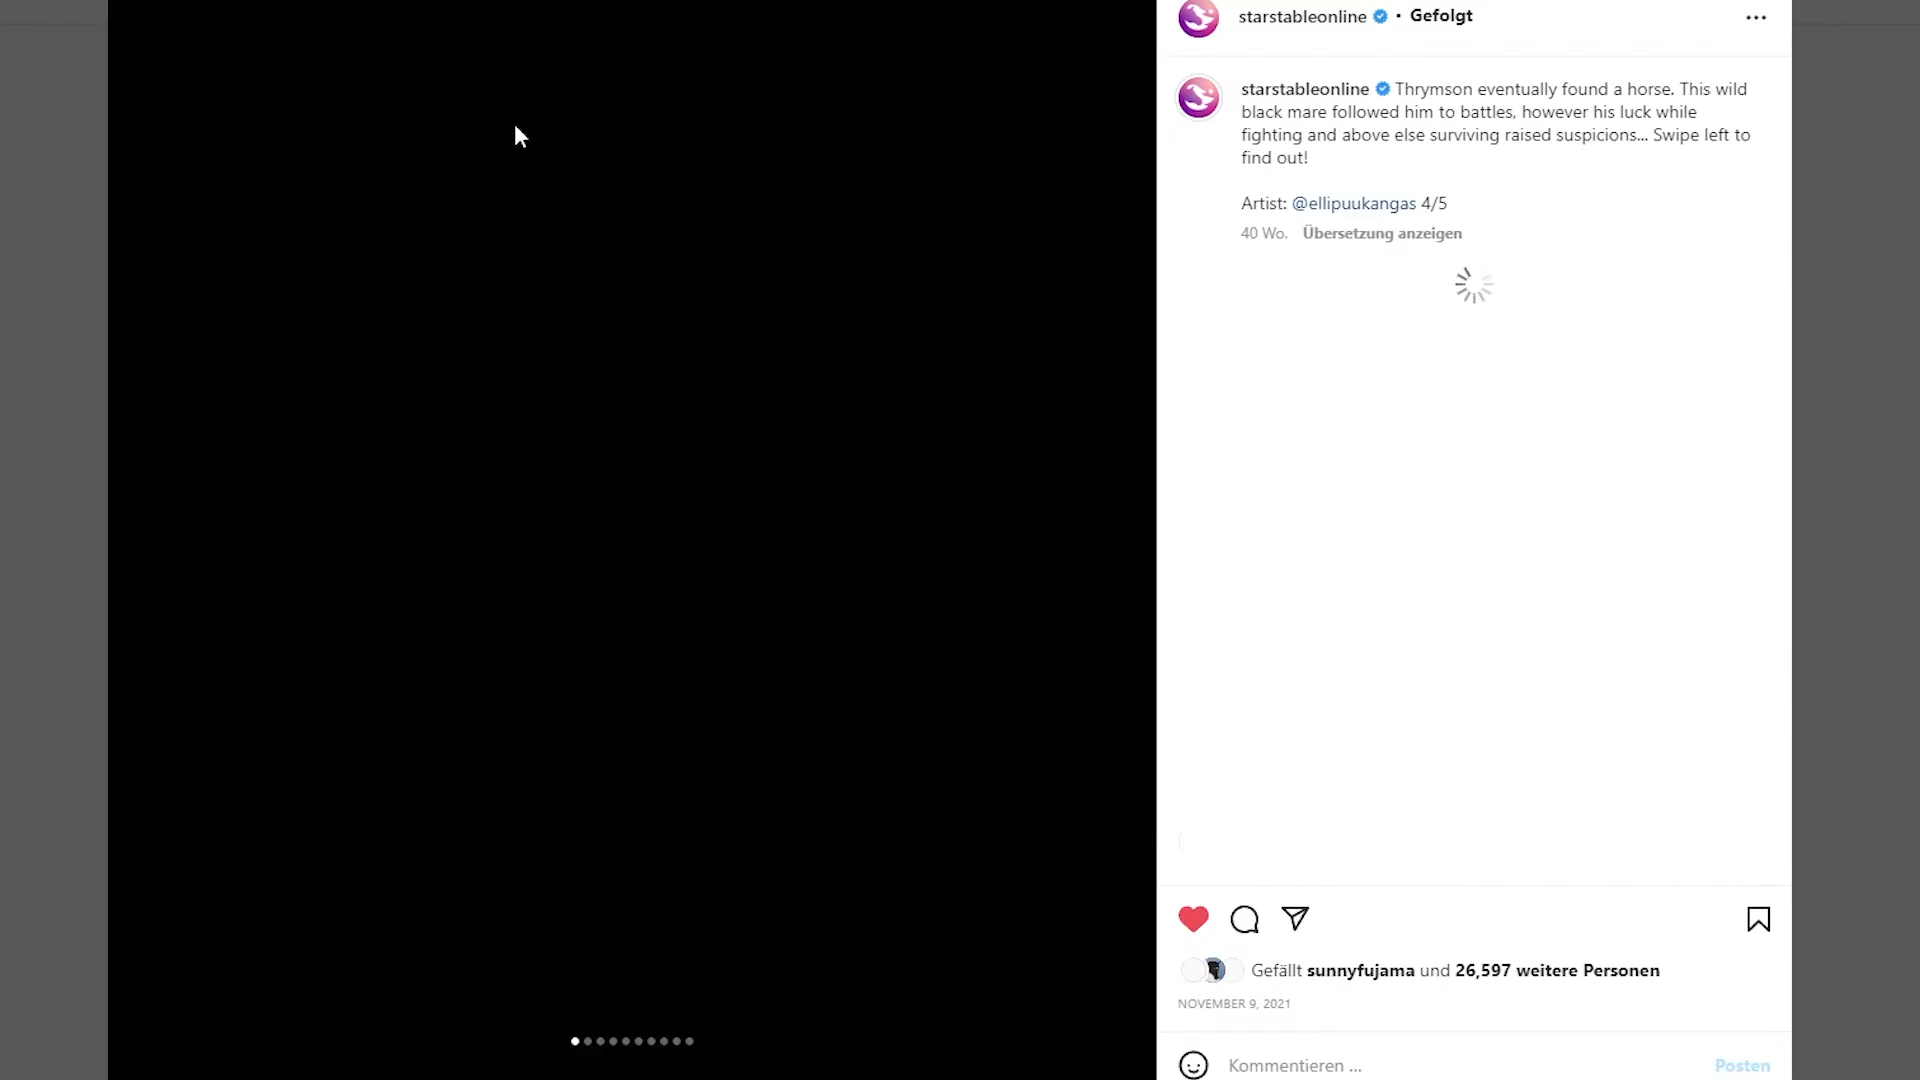 starstableonline • Gefolgt
starstableonline Thrymson eventually found a horse. This wild
black mare followed him to battles, however his luck while
fighting and above else surviving raised suspicions... Swipe left to
find out!
Artist: @ellipuukangas 4/5
40 Wo. Übersetzung anzeigen
Gefällt sunnyfujama und 26,597 weitere Personen
NOVEMBER 9, 2021
Kommentieren ... Posten